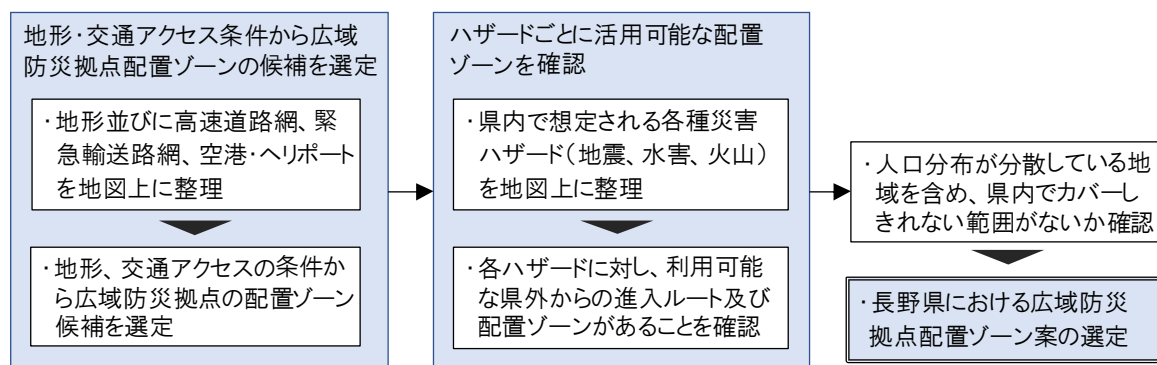 地形・交通アクセス条件から広域
防災拠点配置ゾーンの候補を選定
・地形並びに高速道路網、緊
急輸送路網、空港・ヘリポート
を地図上に整理
・地形、交通アクセスの条件か
ら広域防災拠点の配置ゾーン
候補を選定
ハザードごとに活用可能な配置
ゾーンを確認
・県内で想定される各種災害
ハザード（地震、水害、火山）
を地図上に整理
・各ハザードに対し、利用可能
な県外からの進入ルート及び
配置ゾーンがあることを確認
・人口分布が分散している地
域を含め、県内でカバーし
きれない範囲がないか確認
・長野県における広域防災
拠点配置ゾーン案の選定